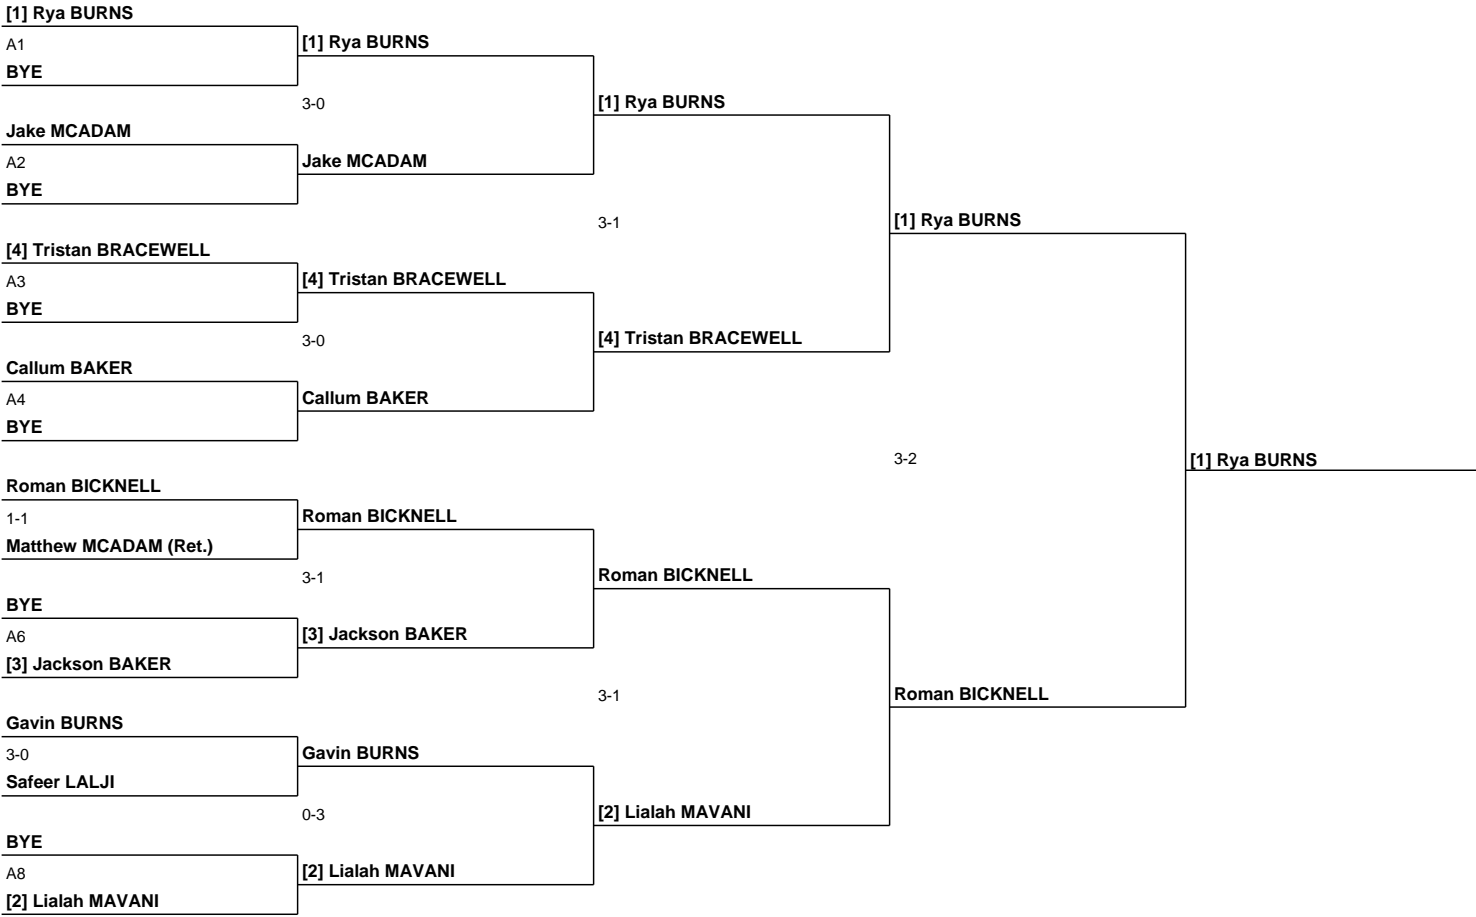 [1] Rya BURNS
A1
BYE
Jake MCADAM
A2
BYE
[4] Tristan BRACEWELL
A3
BYE
Callum BAKER
A4
BYE
Roman BICKNELL
1-1
Matthew MCADAM (Ret.)
BYE
A6
[3] Jackson BAKER
Gavin BURNS
3-0
Safeer LALJI
BYE
A8
[2] Lialah MAVANI
[1] Rya BURNS
3-0
Jake MCADAM
[4] Tristan BRACEWELL
3-0
Callum BAKER
Roman BICKNELL
3-1
[3] Jackson BAKER
Gavin BURNS
0-3
[2] Lialah MAVANI
[1] Rya BURNS
3-1
[4] Tristan BRACEWELL
Roman BICKNELL
3-1
[2] Lialah MAVANI
[1] Rya BURNS
3-2
Roman BICKNELL
[1] Rya BURNS